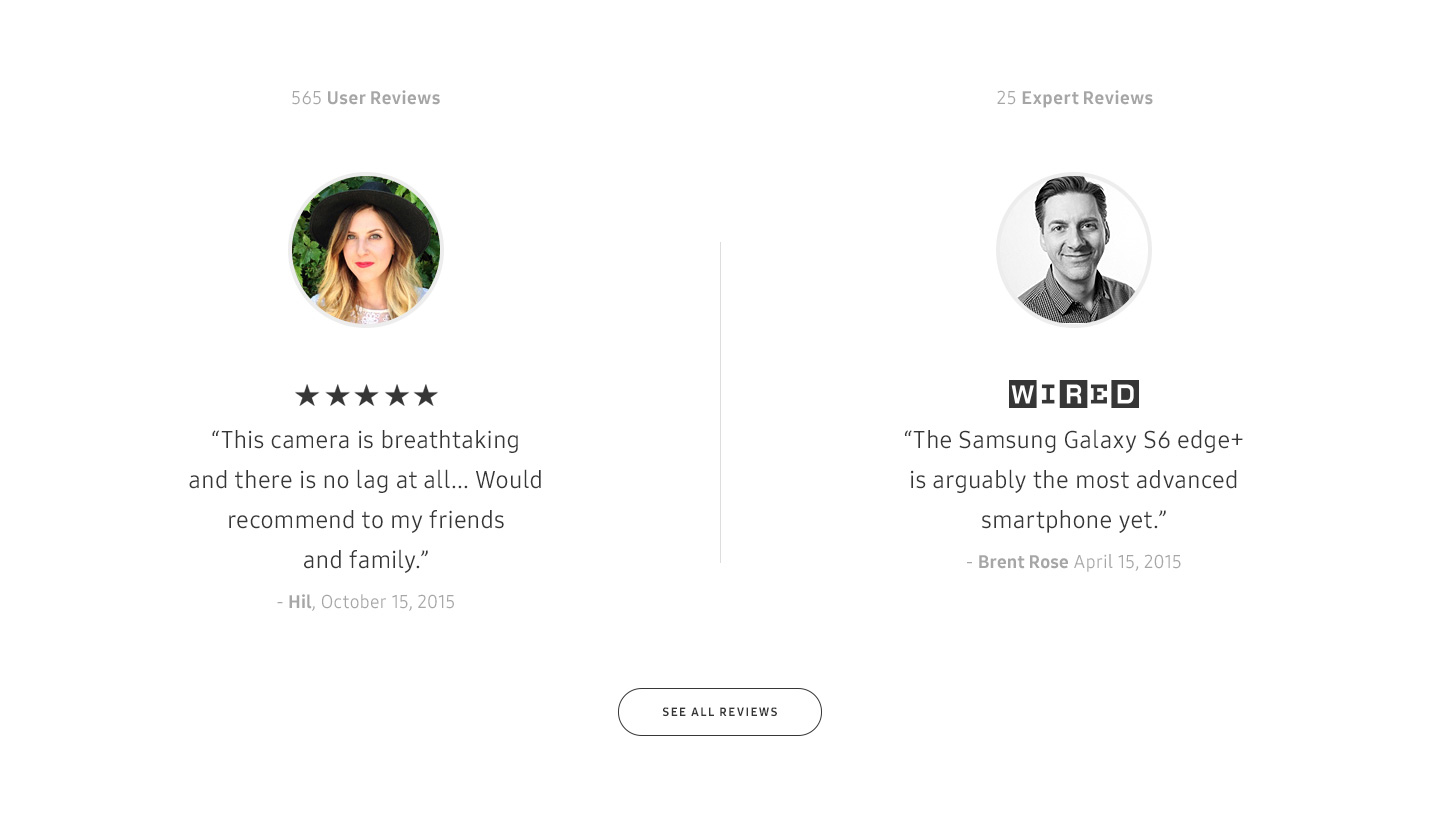 565 User Reviews
“This camera is breathtaking
and there is no lag at all... Would
recommend to my friends
and family.”
- Hil, October 15, 2015
25 Expert Reviews
WIRED
“The Samsung Galaxy S6 edge+
is arguably the most advanced
smartphone yet.”
- Brent Rose April 15, 2015
SEE ALL REVIEWS